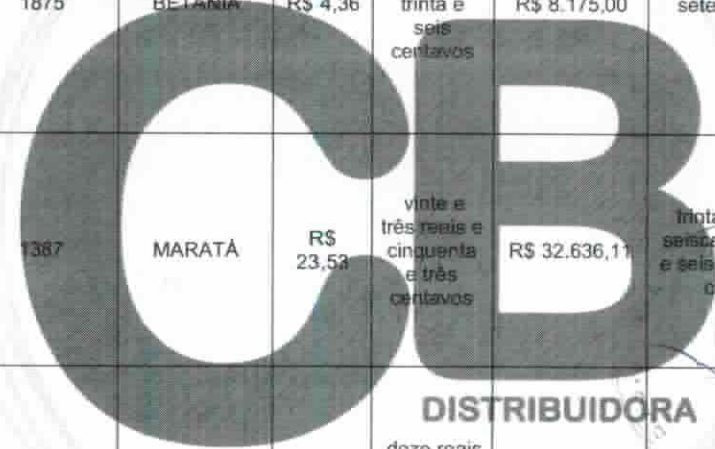 1875 BETÂNIA R$ 4,36 trinta e R$ 8.175,00 sete
seis
centavos
vinte e
três reais e
cinquenta
e três
centavos
1387 MARATÁ R$
23,53
R$ 32.636,11
trinta
e seis
CB
DISTRIBUIDORA
doze reais